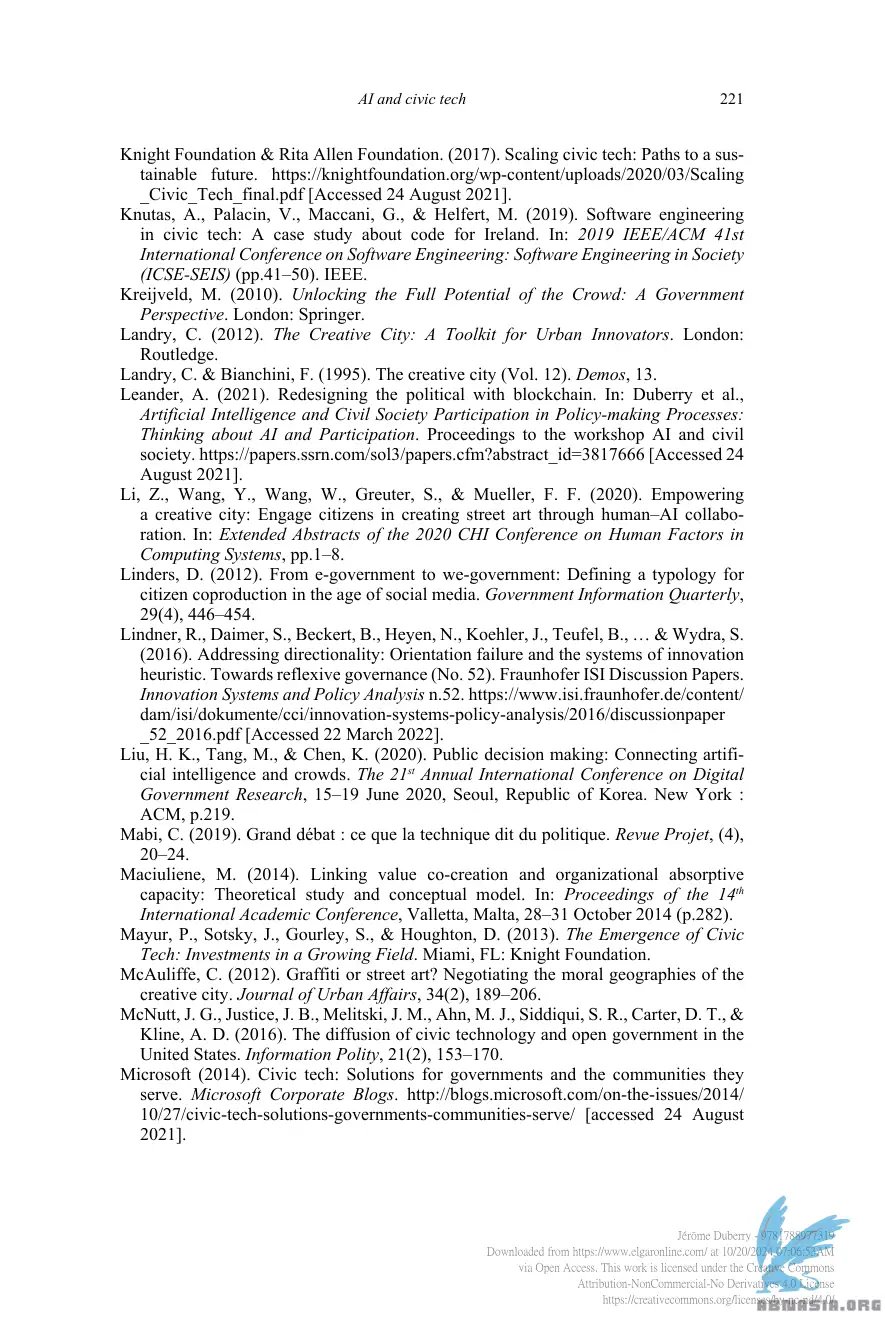 AI and civic tech 221
Knight Foundation & Rita Allen Foundation. (2017). Scaling civic tech: Paths to a sus-
tainable future. https://knightfoundation.org/wp-content/uploads/2020/03/Scaling
_Civic_Tech_final.pdf [Accessed 24 August 2021].
Knutas, A., Palacin, V., Maccani, G., & Helfert, M. (2019). Software engineering
in civic tech: A case study about code for Ireland. In: 2019 IEEE/ACM 41st
International Conference on Software Engineering: Software Engineering in Society
(ICSE-SEIS) (pp.41–50). IEEE.
Kreijveld, M. (2010). Unlocking the Full Potential of the Crowd: A Government
Perspective. London: Springer.
Landry, C. (2012). The Creative City: A Toolkit for Urban Innovators. London:
Routledge.
Landry, C. & Bianchini, F. (1995). The creative city (Vol. 12). Demos, 13.
Leander, A. (2021). Redesigning the political with blockchain. In: Duberry et al.,
Artificial Intelligence and Civil Society Participation in Policy-making Processes:
Thinking about AI and Participation. Proceedings to the workshop AI and civil
society. https://papers.ssrn.com/sol3/papers.cfm?abstract_id=3817666 [Accessed 24
August 2021].
Li, Z., Wang, Y., Wang, W., Greuter, S., & Mueller, F. F. (2020). Empowering
a creative city: Engage citizens in creating street art through human–AI collabo-
ration. In: Extended Abstracts of the 2020 CHI Conference on Human Factors in
Computing Systems, pp.1–8.
Linders, D. (2012). From e-government to we-government: Defining a typology for
citizen coproduction in the age of social media. Government Information Quarterly,
29(4), 446–454.
Lindner, R., Daimer, S., Beckert, B., Heyen, N., Koehler, J., Teufel, B., … & Wydra, S.
(2016). Addressing directionality: Orientation failure and the systems of innovation
heuristic. Towards reflexive governance (No. 52). Fraunhofer ISI Discussion Papers.
Innovation Systems and Policy Analysis n.52. https://www.isi.fraunhofer.de/content/
dam/isi/dokumente/cci/innovation-systems-policy-analysis/2016/discussionpaper
_52_2016.pdf [Accessed 22 March 2022].
Liu, H. K., Tang, M., & Chen, K. (2020). Public decision making: Connecting artifi-
cial intelligence and crowds. The 21st Annual International Conference on Digital
Government Research, 15–19 June 2020, Seoul, Republic of Korea. New York :
ACM, p.219.
Mabi, C. (2019). Grand débat : ce que la technique dit du politique. Revue Projet, (4),
20–24.
Maciuliene, M. (2014). Linking value co-creation and organizational absorptive
capacity: Theoretical study and conceptual model. In: Proceedings of the 14th
International Academic Conference, Valletta, Malta, 28–31 October 2014 (p.282).
Mayur, P., Sotsky, J., Gourley, S., & Houghton, D. (2013). The Emergence of Civic
Tech: Investments in a Growing Field. Miami, FL: Knight Foundation.
McAuliffe, C. (2012). Graffiti or street art? Negotiating the moral geographies of the
creative city. Journal of Urban Affairs, 34(2), 189–206.
McNutt, J. G., Justice, J. B., Melitski, J. M., Ahn, M. J., Siddiqui, S. R., Carter, D. T., &
Kline, A. D. (2016). The diffusion of civic technology and open government in the
United States. Information Polity, 21(2), 153–170.
Microsoft (2014). Civic tech: Solutions for governments and the communities they
serve. Microsoft Corporate Blogs. http://blogs.microsoft.com/on-the-issues/2014/
10/27/civic-tech-solutions-governments-communities-serve/ [accessed 24 August
2021].
Jérôme Duberry - 9781788977319
Downloaded from https://www.elgaronline.com/ at 10/20/2024 07:06:53AM
via Open Access. This work is licensed under the Creative Commons
Attribution-NonCommercial-No Derivatives 4.0 License
https://creativecommons.org/licenses/by-nc-nd/4.0/
ABTNASIA.ORG